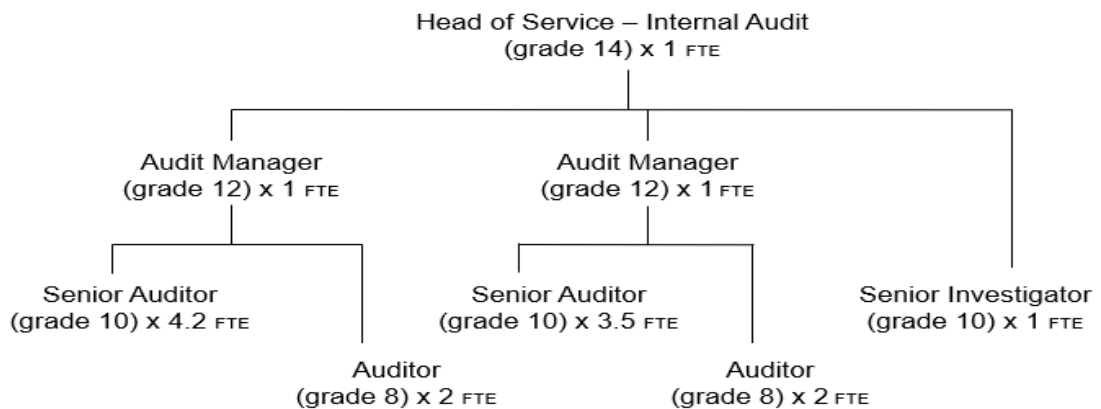 Head of Service – Internal Audit
(grade 14) x 1 FTE
Audit Manager
(grade 12) x 1 FTE
Audit Manager
(grade 12) x 1 FTE
Senior Auditor
(grade 10) x 4.2 FTE
Senior Auditor
(grade 10) x 3.5 FTE
Senior Investigator
(grade 10) x 1 FTE
Auditor
(grade 8) x 2 FTE
Auditor
(grade 8) x 2 FTE